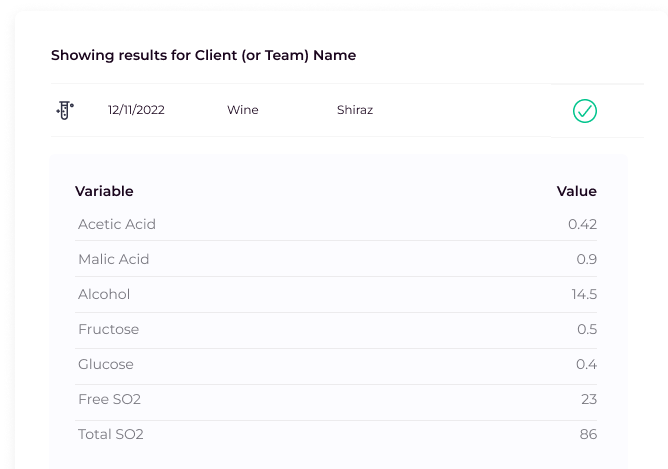 Showing results for Client (or Team) Name
12/11/2022 Wine Shiraz
Variable Value
Acetic Acid 0.42
Malic Acid 0.9
Alcohol 14.5
Fructose 0.5
Glucose 0.4
Free SO2 23
Total SO2 86